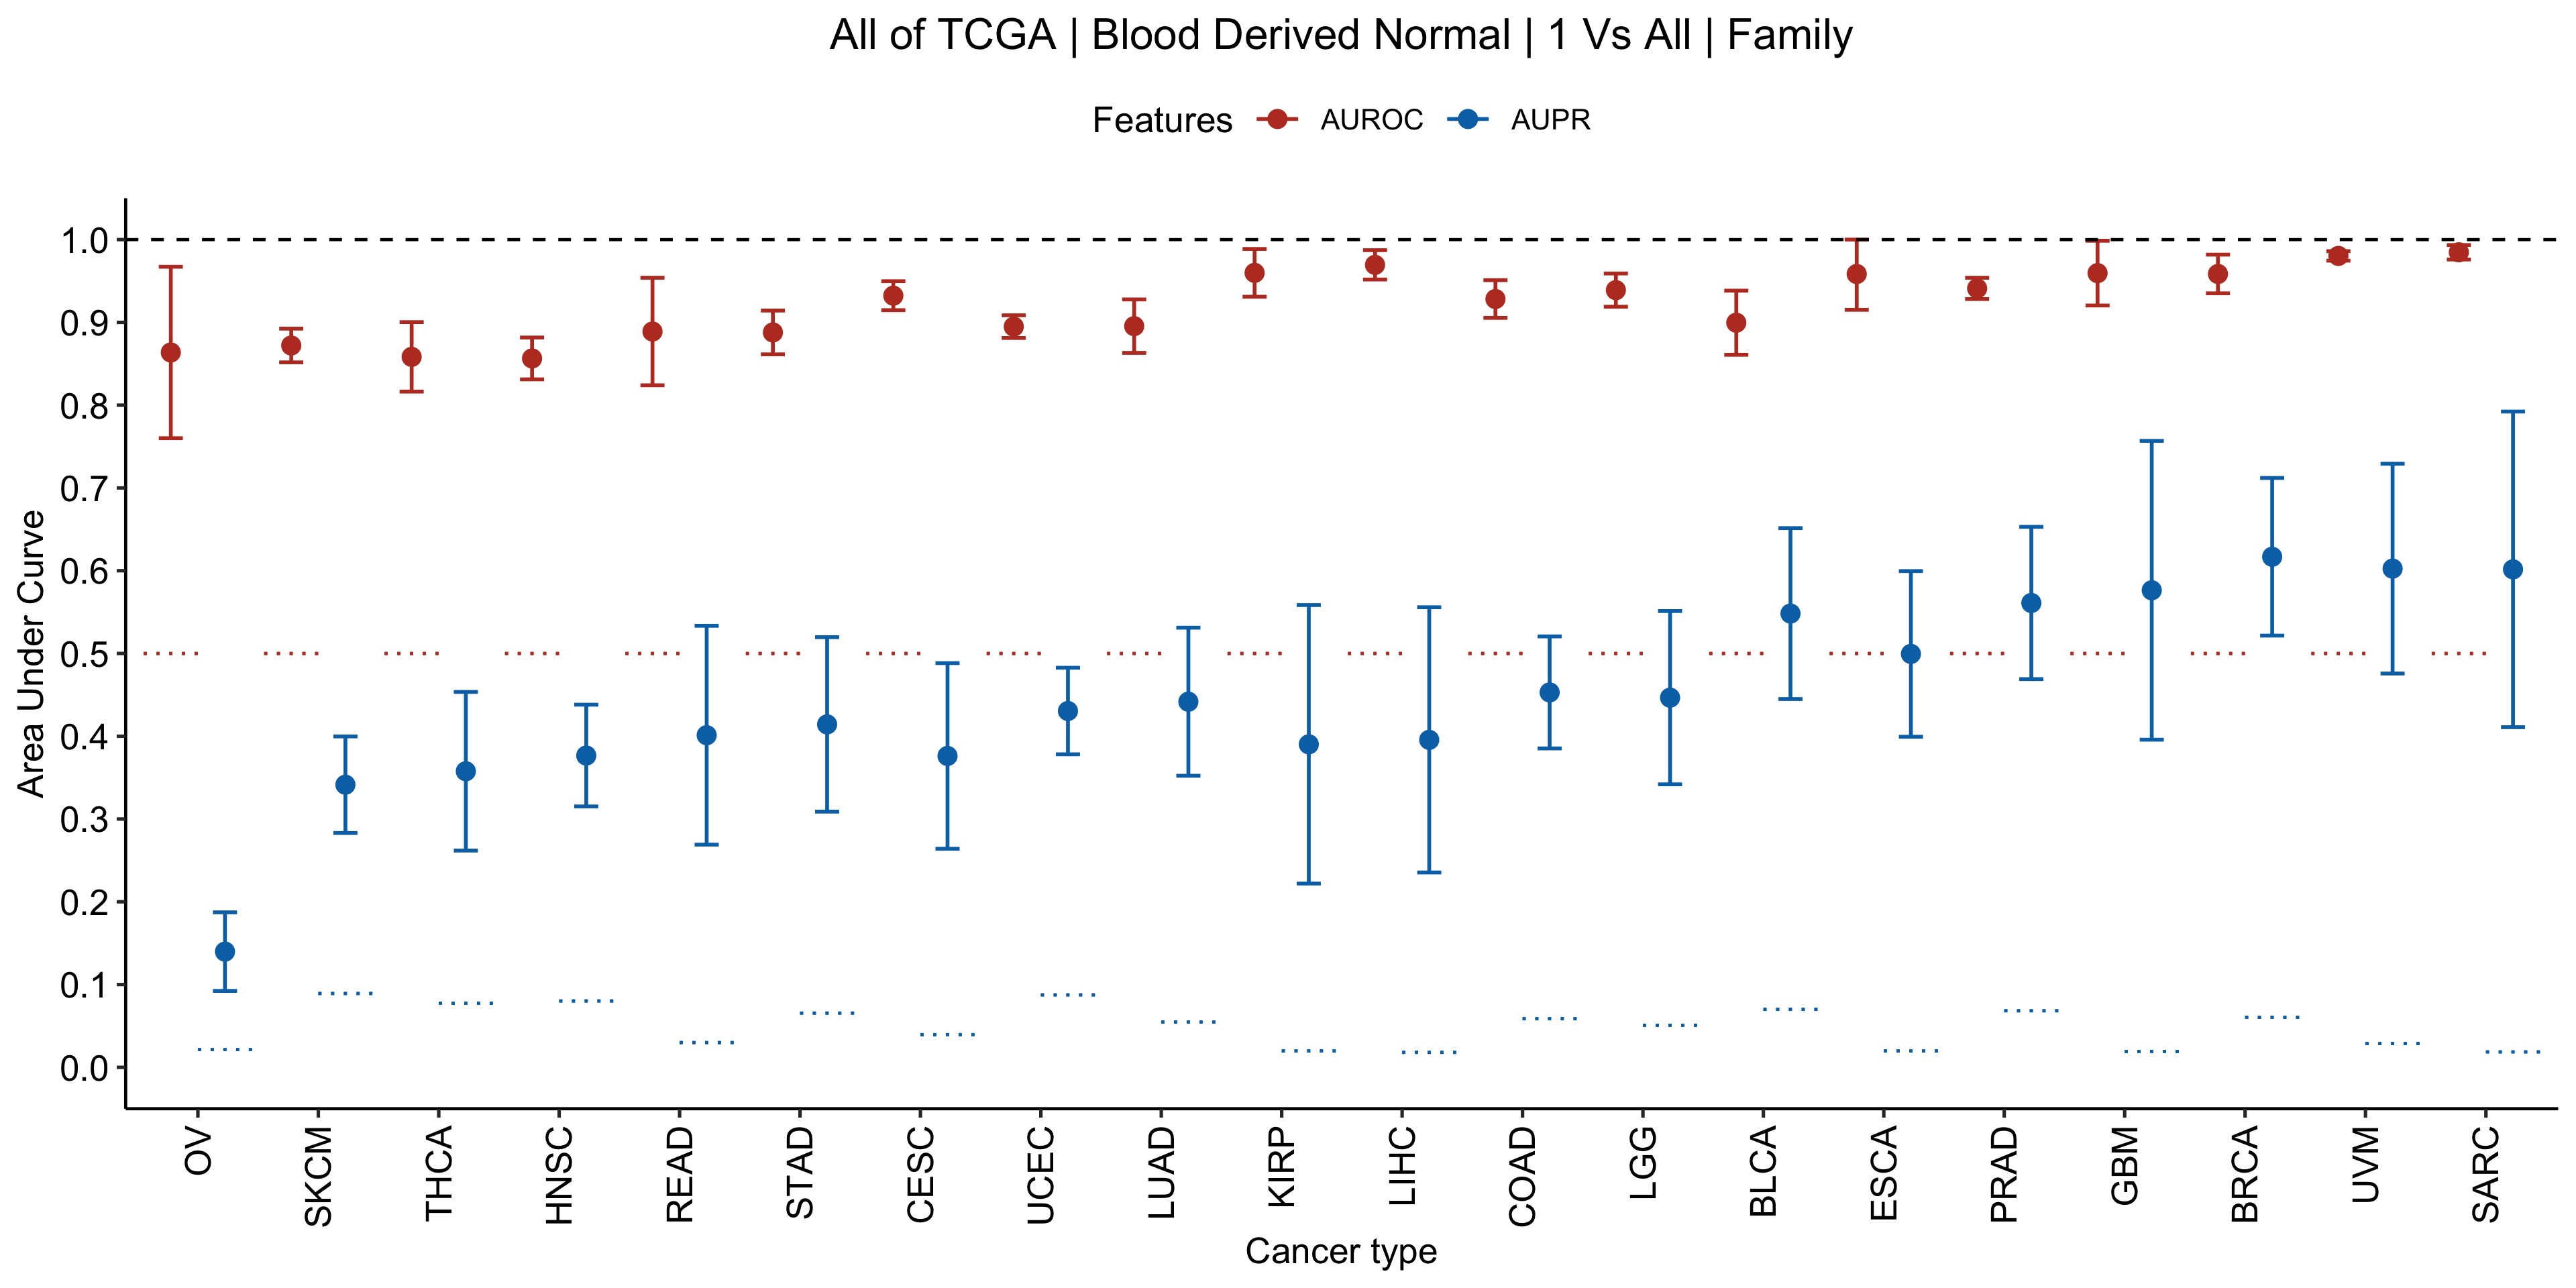 All of TCGA | Blood Derived Normal | 1 Vs All | Family
Features AUROC AUPR
Area Under Curve
1.0
0.9
0.8
0.7
0.6
0.5
0.4
0.3
0.2
0.1
0.0
OV
SKCM
THCA
HNSC
READ
STAD
CESC
UCEC
LUAD
KIRP
LIHC
COAD
LGG
BLCA
ESCA
PRAD
GBM
BRCA
UVM
SARC
Cancer type